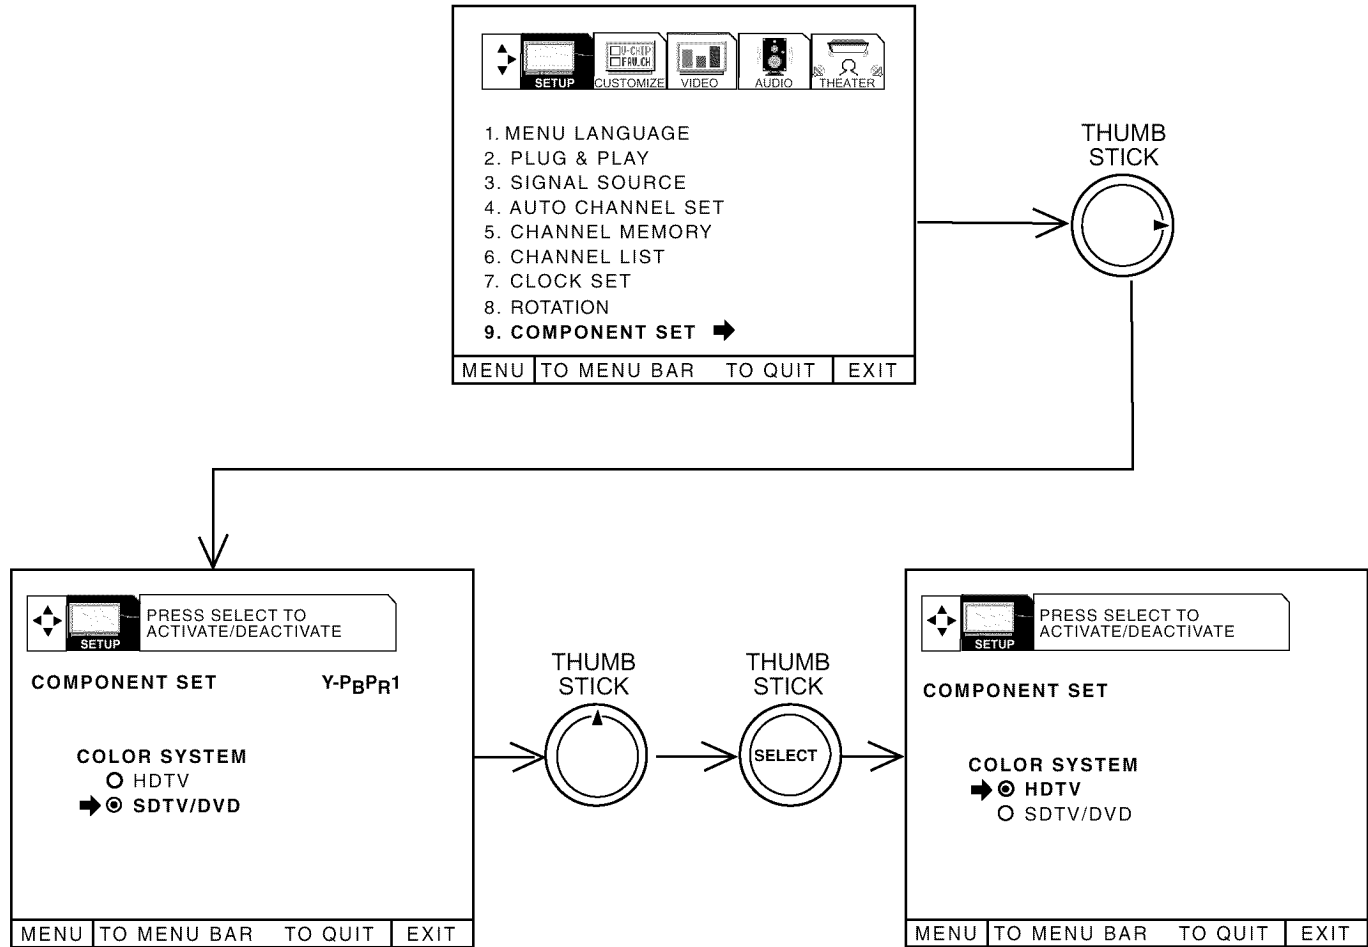 U-CHIP
FAV.CH
SETUP CUSTOMIZE VIDEO AUDIO THEATER
1. MENU LANGUAGE
2. PLUG & PLAY
3. SIGNAL SOURCE
4. AUTO CHANNEL SET
5. CHANNEL MEMORY
6. CHANNEL LIST
7. CLOCK SET
8. ROTATION
9. COMPONENT SET
MENU TO MENU BAR TO QUIT EXIT
THUMB
STICK
PRESS SELECT TO
ACTIVATE/DEACTIVATE
SETUP
COMPONENT SET Y-PBPR1
COLOR SYSTEM
HDTV
SDTV/DVD
MENU TO MENU BAR TO QUIT EXIT
THUMB
STICK
THUMB
STICK
SELECT
PRESS SELECT TO
ACTIVATE/DEACTIVATE
SETUP
COMPONENT SET
COLOR SYSTEM
HDTV
SDTV/DVD
MENU TO MENU BAR TO QUIT EXIT